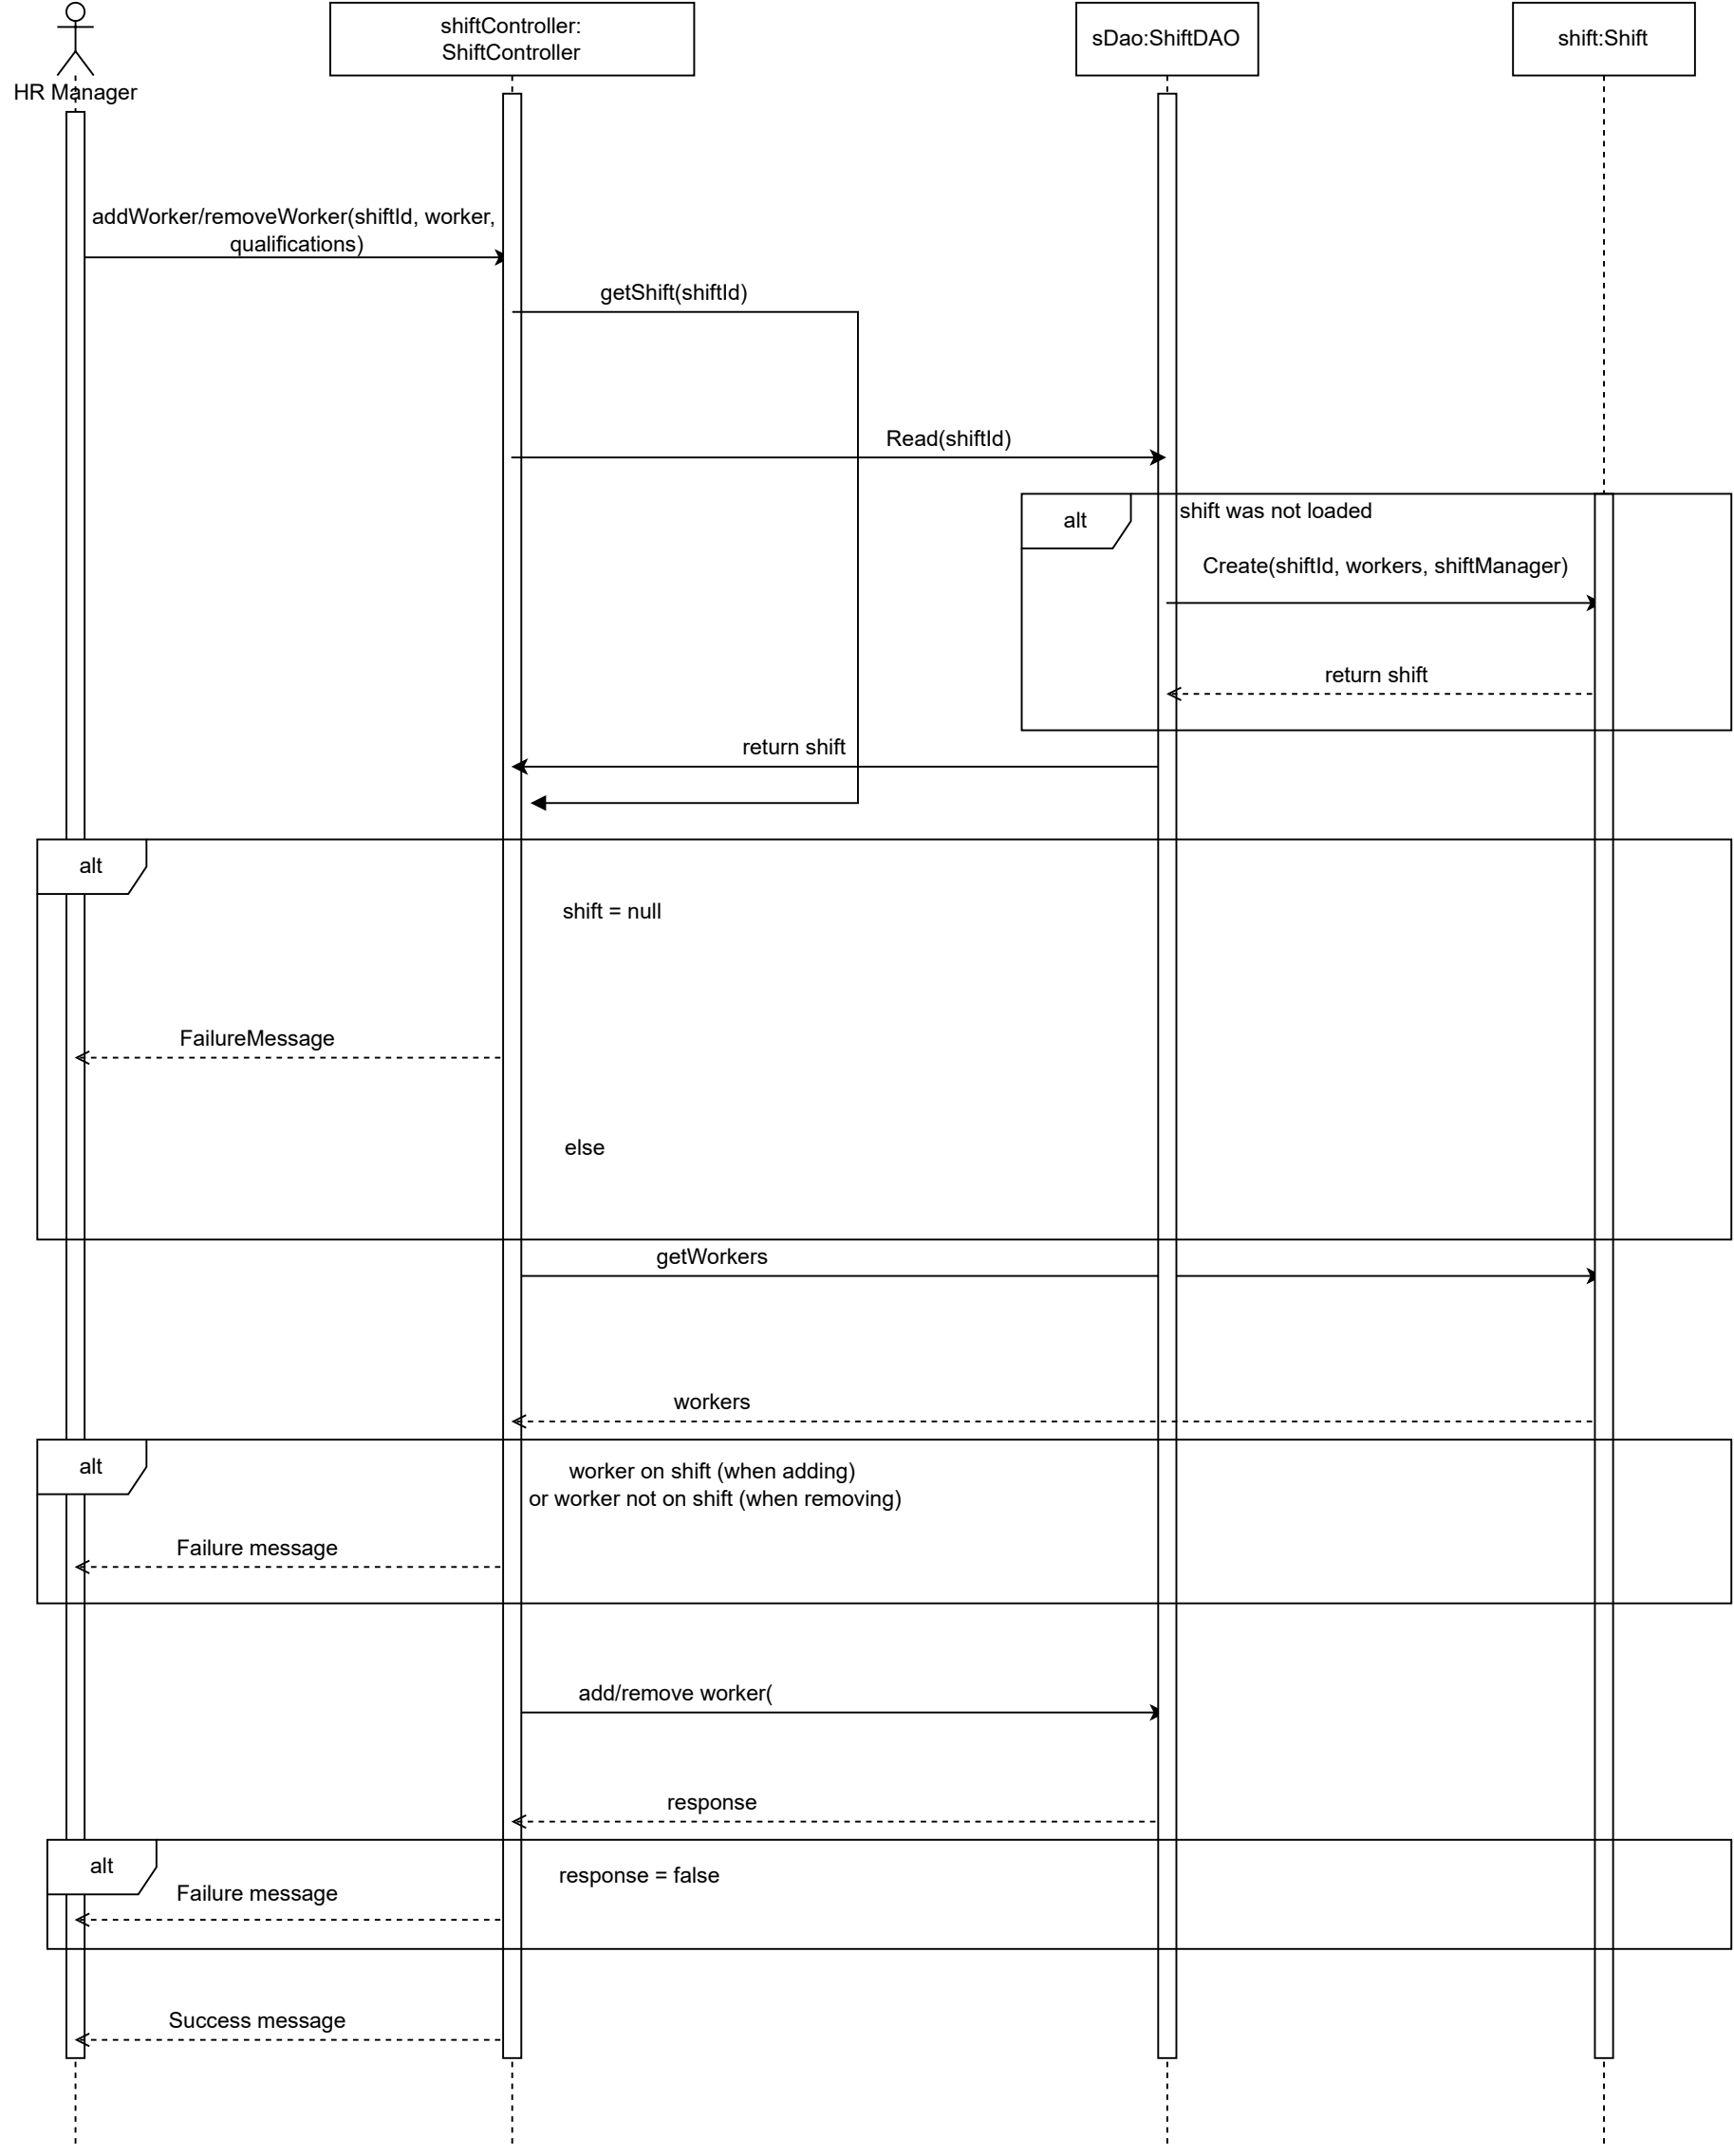 HR Manager
shiftController:
ShiftController
sDao:ShiftDAO
shift:Shift
addWorker/removeWorker(shiftId, worker,
qualifications)
getShift(shiftId)
Read(shiftId)
alt
shift was not loaded
Create(shiftId, workers, shiftManager)
return shift
return shift
alt
shift = null
FailureMessage
else
getWorkers
workers
alt
worker on shift (when adding)
or worker not on shift (when removing)
Failure message
add/remove worker(
response
alt
response = false
Failure message
Success message